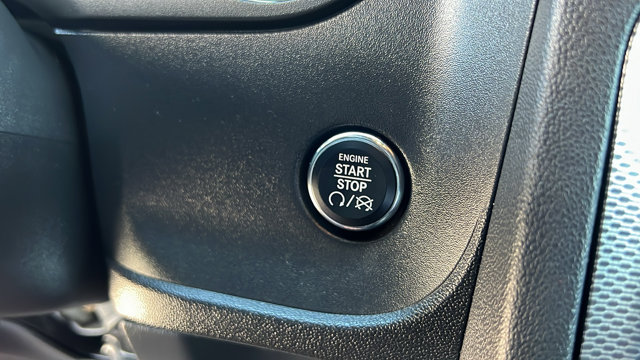 ENGINE
START
STOP
/